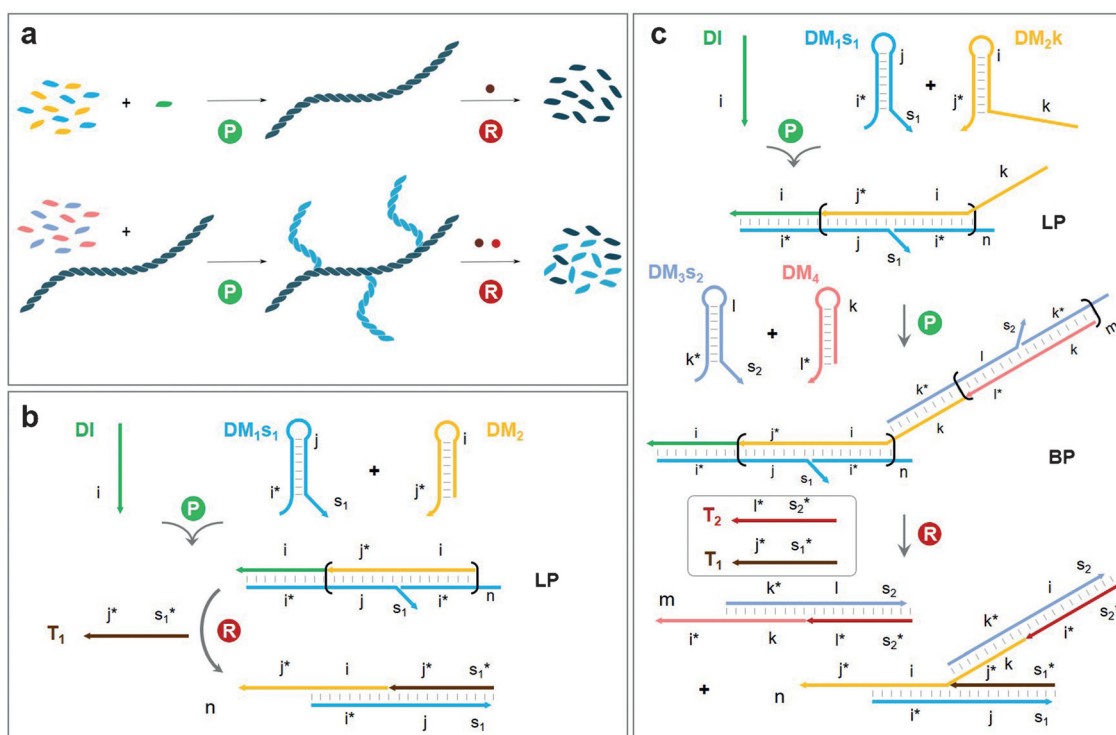 a
+
P
R
+
P
R
b
DI
DM₁s₁
DM₂
i
i*
j
s₁
+
j*
i
P
i j* i
LP
i* j s₁ i* n
T₁
j* s₁*
R
j* i j* s₁*
n
i* j s₁
c
DI
DM₁s₁
DM₂k
i
i*
j
s₁
+
j*
i
k
P
k
i j* i
LP
i* j s₁ i* n
DM₃s₂
DM₄
l
k*
s₂
+
k
l*
P
k*
s₂
m
l
k
k*
l*
k
i j* i
BP
i* j s₁ i* n
T₂
l* s₂*
T₁
j* s₁*
R
k* l s₂
m
i* k l* s₂*
s₂
i
s₂*
k*
i*
k
+
n
j* i j* s₁*
i* j s₁